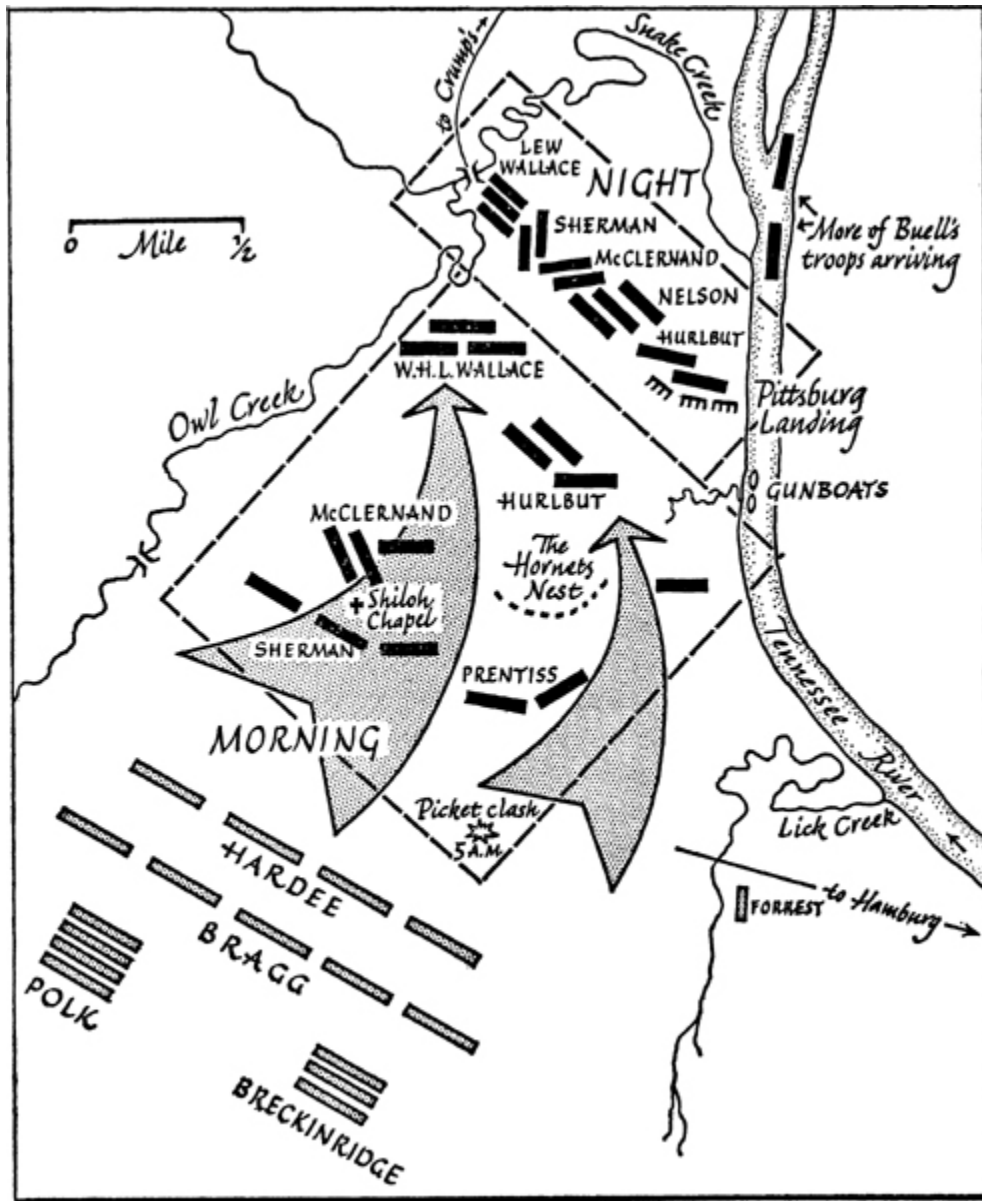 to Crump's
Snake Creek
LEW
WALLACE
NIGHT
SHERMAN
McCLERNAND
More of Buell's
troops arriving
0 Mile ½
NELSON
HURLBUT
W.H.L. WALLACE
Pittsburg
Landing
Owl Creek
HURLBUT
GUNBOATS
McCLERNAND
The
Hornets
Nest
Shiloh
Chapel
SHERMAN
PRENTISS
Tennessee River
MORNING
Picket clash
5 A.M.
Lick Creek
HARDEE
to Hamburg
FORREST
BRAGG
POLK
BRECKINRIDGE